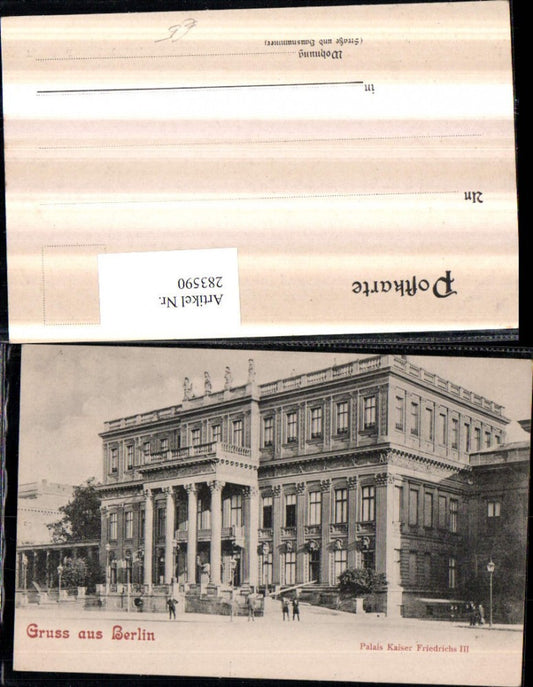 Postkarte
Artikel Nr.
283590
An
in
Wohnung
(Straße und Hausnummer)
Gruss aus Berlin
Palais Kaiser Friedrichs III